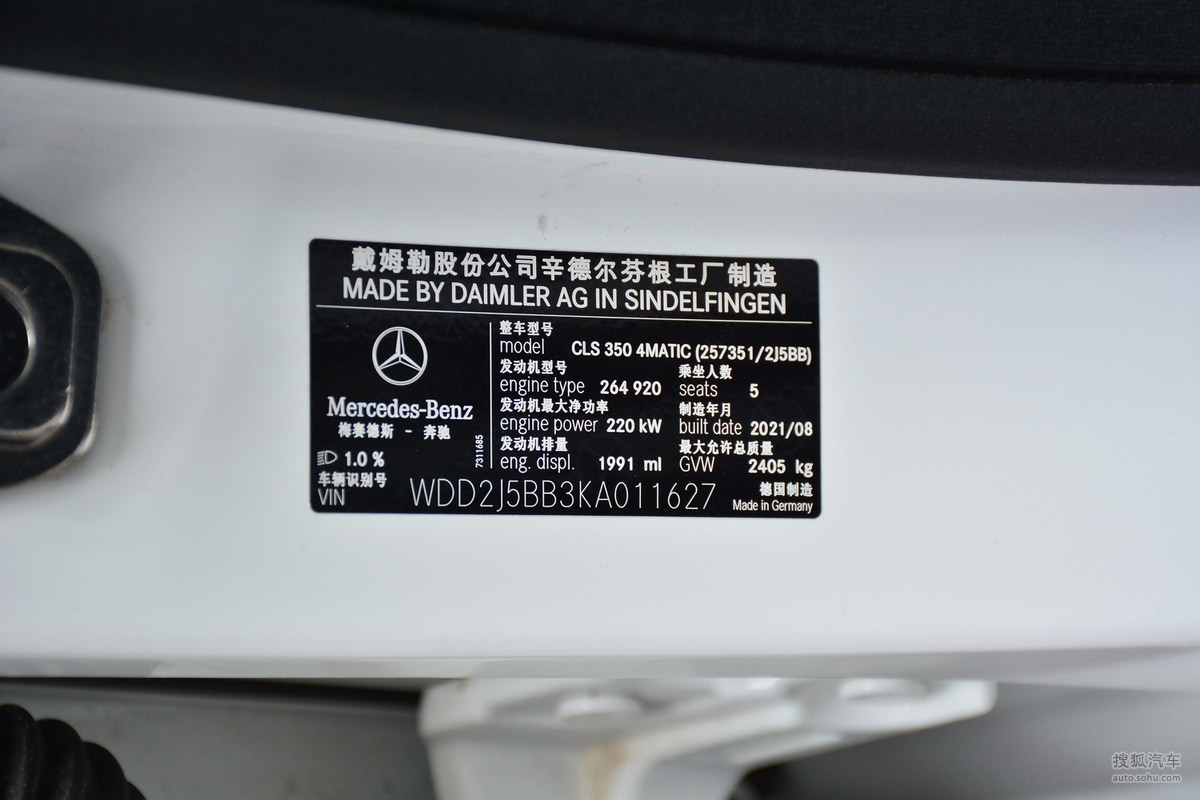 戴姆勒股份公司辛德尔芬根工厂制造
MADE BY DAIMLER AG IN SINDELFINGEN
Mercedes-Benz
梅赛德斯 - 奔驰
1.0 %
7311685
整车型号
model CLS 350 4MATIC (257351/2J5BB)
发动机型号 乘坐人数
engine type 264 920 seats 5
发动机最大净功率 制造年月
engine power 220 kW built date 2021/08
发动机排量 最大允许总质量
eng. displ. 1991 ml GVW 2405 kg
车辆识别号 德国制造
VIN WDD2J5BB3KA011627 Made in Germany
搜狐汽车
auto.sohu.com